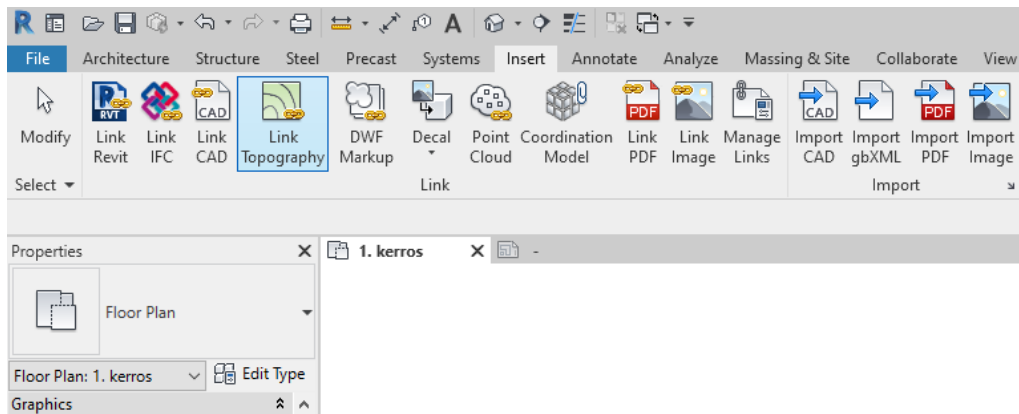 File Architecture Structure Steel Precast Systems Insert Annotate Analyze Massing & Site Collaborate View
RVT CAD PDF CAD PDF
Modify Link Revit Link IFC Link CAD Link Topography DWF Markup Decal Point Cloud Coordination Model Link PDF Link Image Manage Links Import CAD Import gbXML Import PDF Import Image
Select Link Import
Properties 1. kerros -
Floor Plan
Floor Plan: 1. kerros Edit Type
Graphics